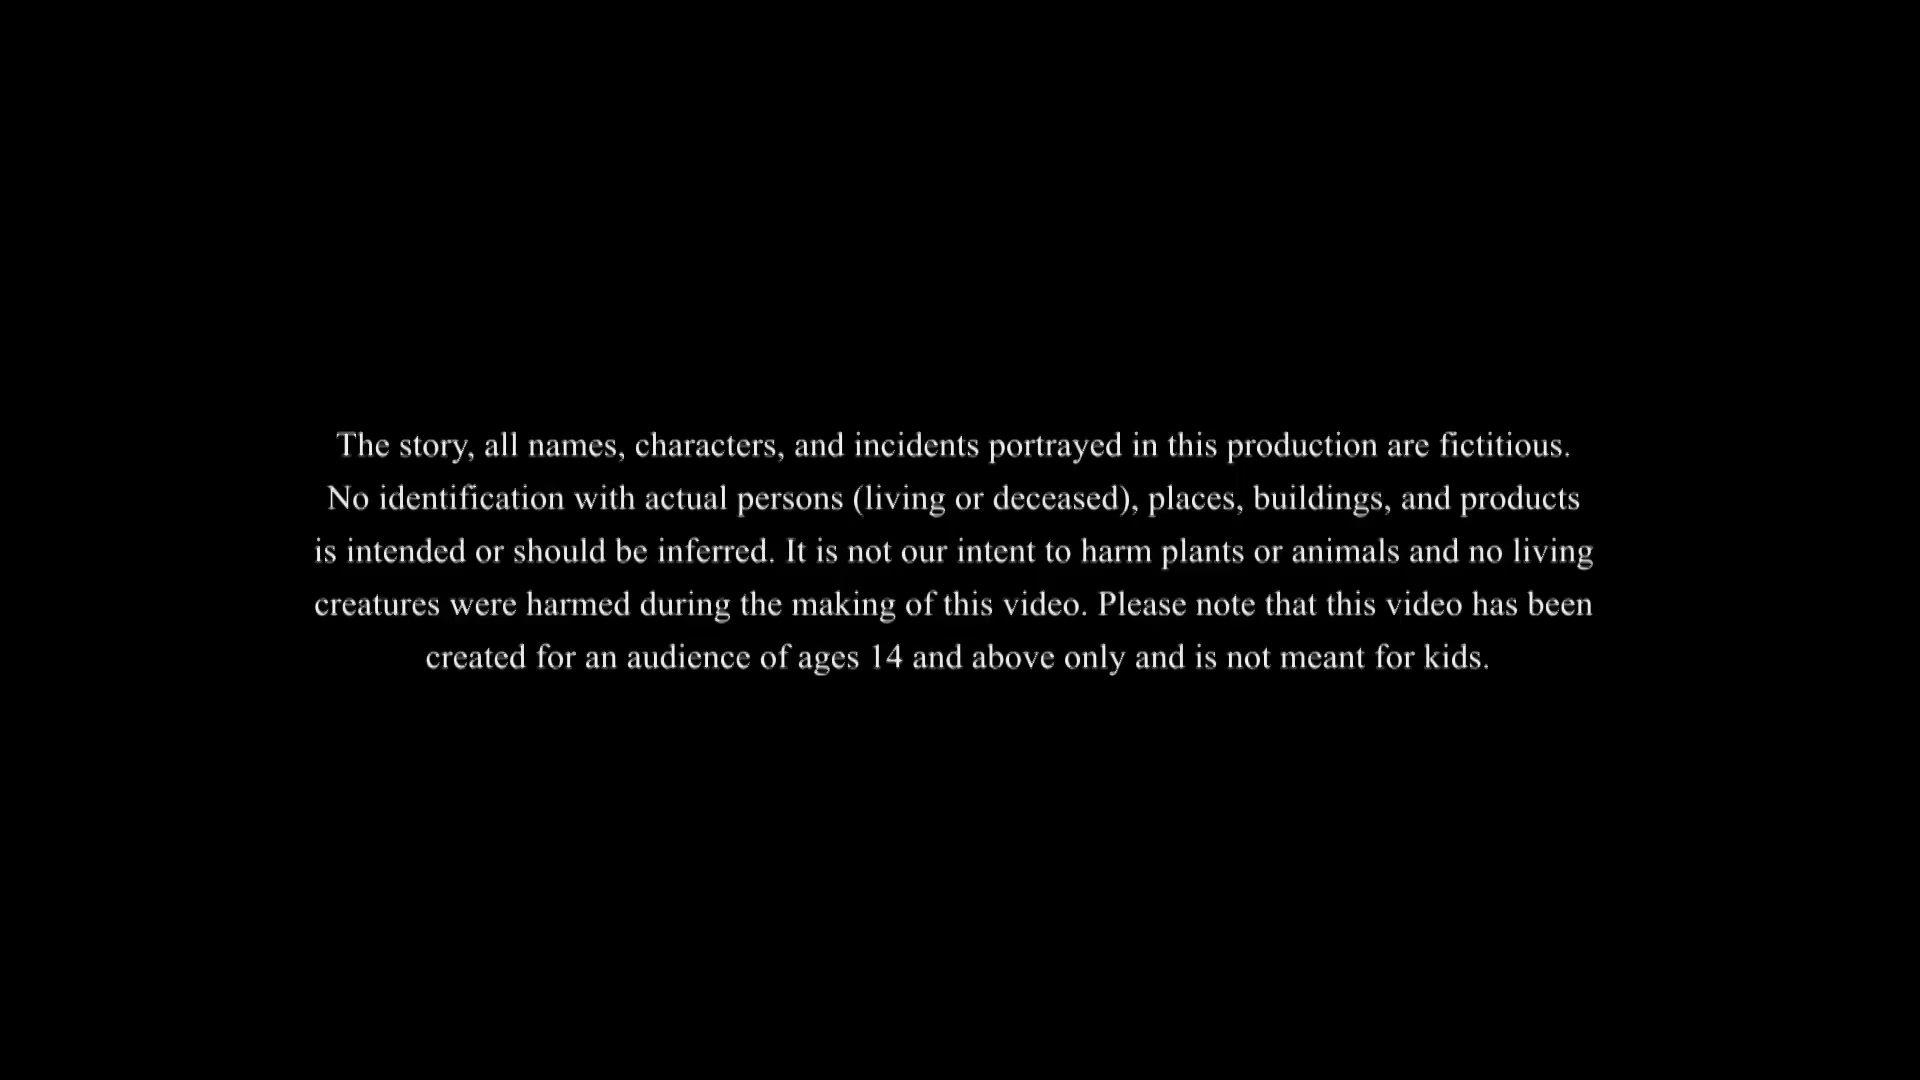 The story, all names, characters, and incidents portrayed in this production are fictitious.
No identification with actual persons (living or deceased), places, buildings, and products
is intended or should be inferred. It is not our intent to harm plants or animals and no living
creatures were harmed during the making of this video. Please note that this video has been
created for an audience of ages 14 and above only and is not meant for kids.